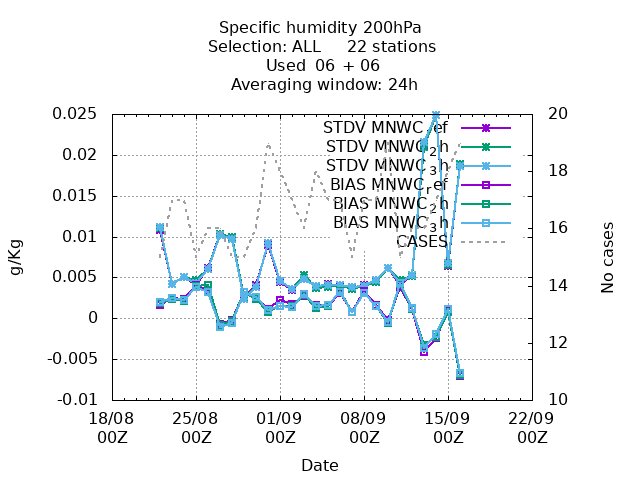 Specific humidity 200hPa
Selection: ALL 22 stations
Used 06 + 06
Averaging window: 24h
0.025
0.02
0.015
0.01
0.005
0
-0.005
-0.01
g/Kg
20
18
16
14
12
10
No cases
STDV MNWC_ref
STDV MNWC_2h
STDV MNWC_3h
BIAS MNWC_ref
BIAS MNWC_2h
BIAS MNWC_3h
CASES
18/08 25/08 01/09 08/09 15/09 22/09
00Z 00Z 00Z 00Z 00Z 00Z
Date